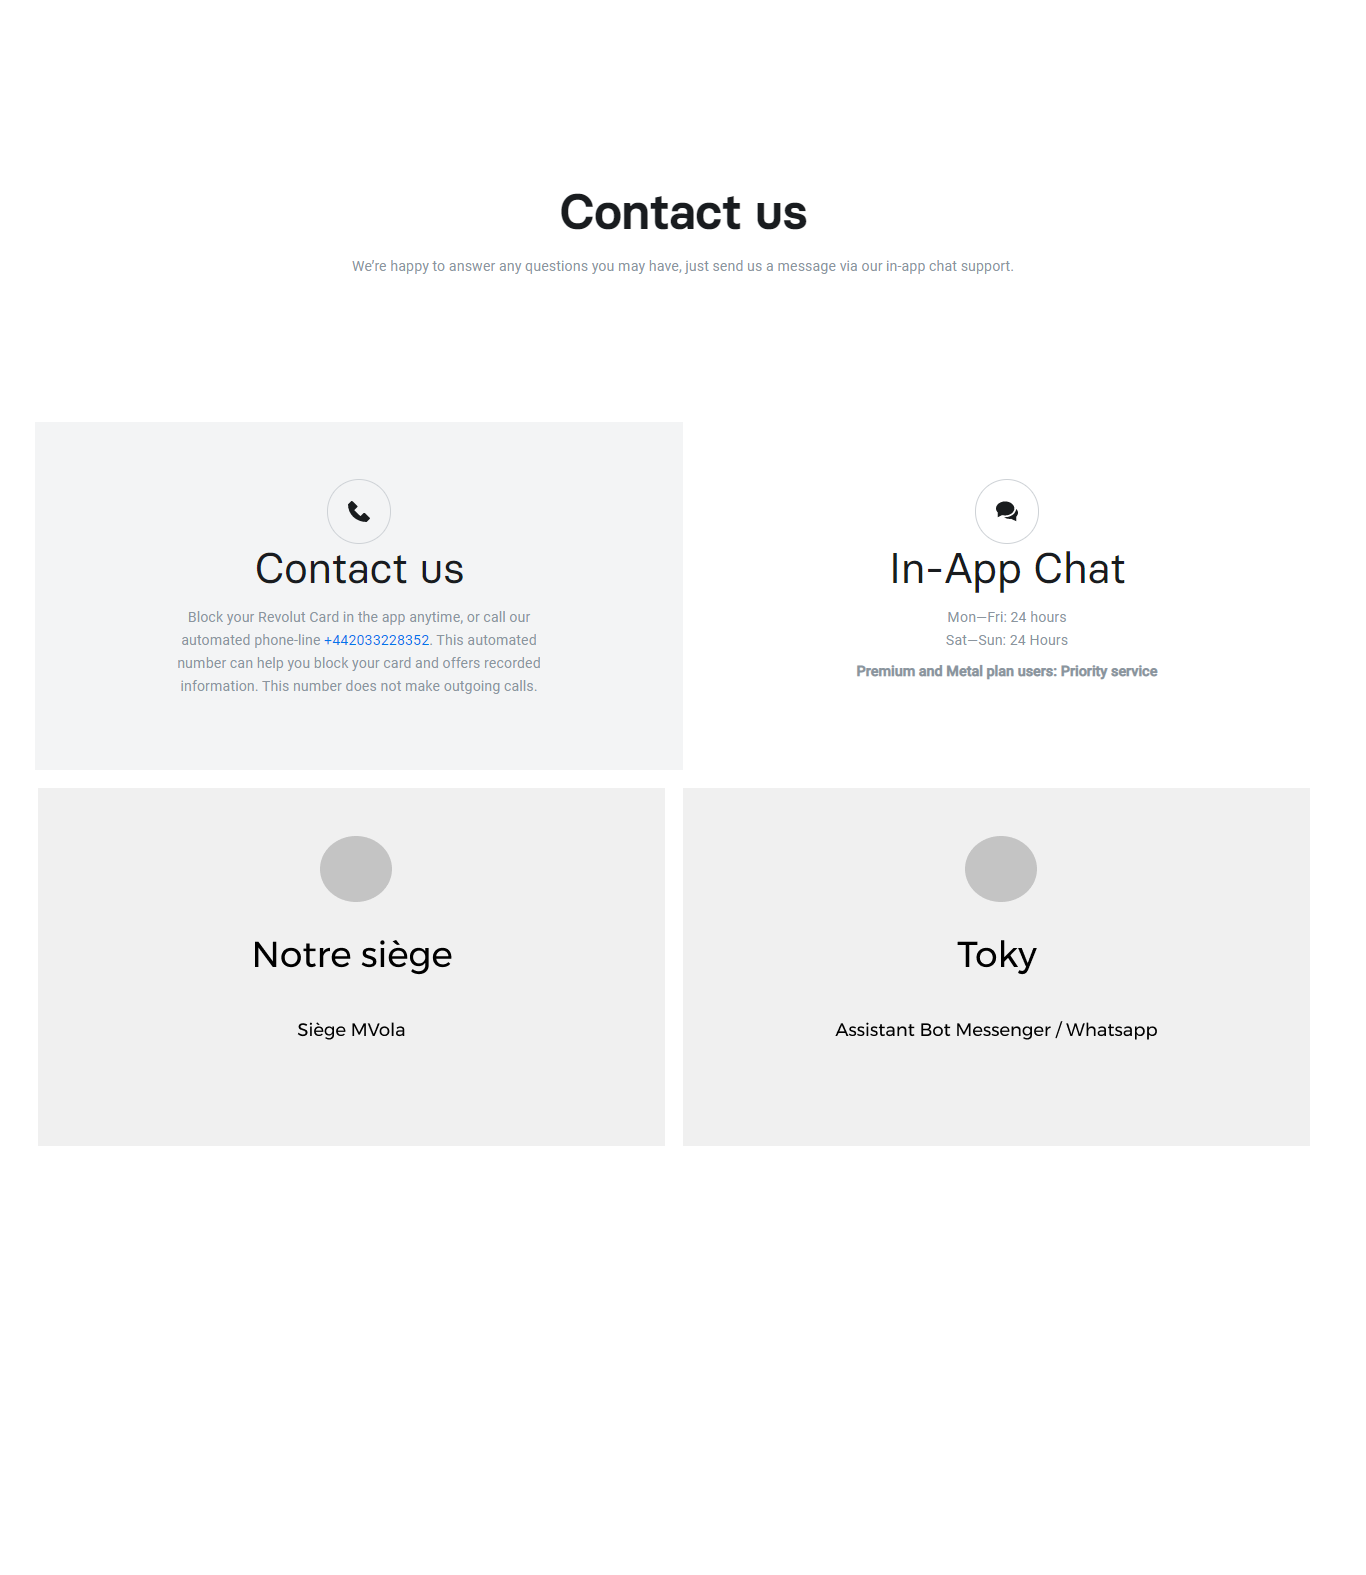 Contact us
We’re happy to answer any questions you may have, just send us a message via our in-app chat support.
Contact us
Block your Revolut Card in the app anytime, or call our
automated phone-line +442033228352. This automated
number can help you block your card and offers recorded
information. This number does not make outgoing calls.
In-App Chat
Mon—Fri: 24 hours
Sat—Sun: 24 Hours
Premium and Metal plan users: Priority service
Notre siège
Siège MVola
Toky
Assistant Bot Messenger / Whatsapp